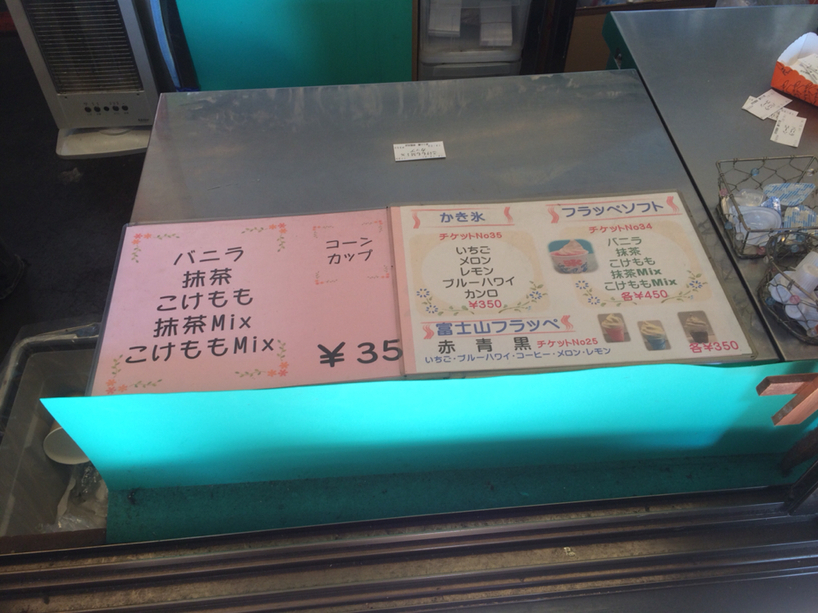 バニラ
抹茶
こけもも
抹茶Mix
こけももMix
コーン
カップ
￥35
かき氷
チケットNo35
いちご
メロン
レモン
ブルーハワイ
カンロ
￥350
フラッペソフト
チケットNo34
バニラ
抹茶
こけもも
抹茶Mix
こけももMix
各￥450
富士山フラッペ
赤 青 黒 チケットNo25
いちご・ブルーハワイ・コーヒー・メロン・レモン
各￥350